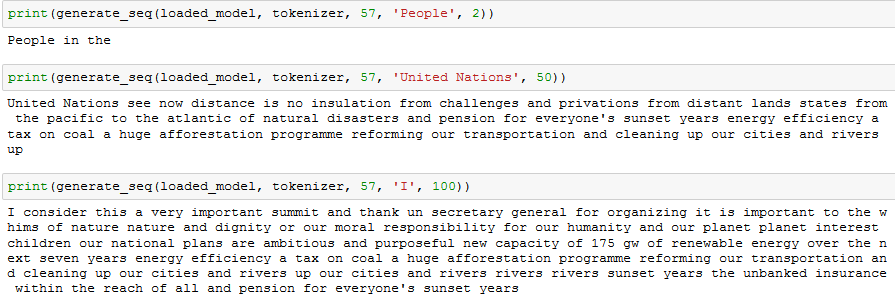 print(generate_seq(loaded_model, tokenizer, 57, 'People', 2))
People in the
print(generate_seq(loaded_model, tokenizer, 57, 'United Nations', 50))
United Nations see now distance is no insulation from challenges and privations from distant lands states from
 the pacific to the atlantic of natural disasters and pension for everyone's sunset years energy efficiency a
tax on coal a huge afforestation programme reforming our transportation and cleaning up our cities and rivers
up
print(generate_seq(loaded_model, tokenizer, 57, 'I', 100))
I consider this a very important summit and thank un secretary general for organizing it is important to the w
hims of nature nature and dignity or our moral responsibility for our humanity and our planet planet interest
children our national plans are ambitious and purposeful new capacity of 175 gw of renewable energy over the n
ext seven years energy efficiency a tax on coal a huge afforestation programme reforming our transportation an
d cleaning up our cities and rivers up our cities and rivers rivers rivers sunset years the unbanked insurance
 within the reach of all and pension for everyone's sunset years